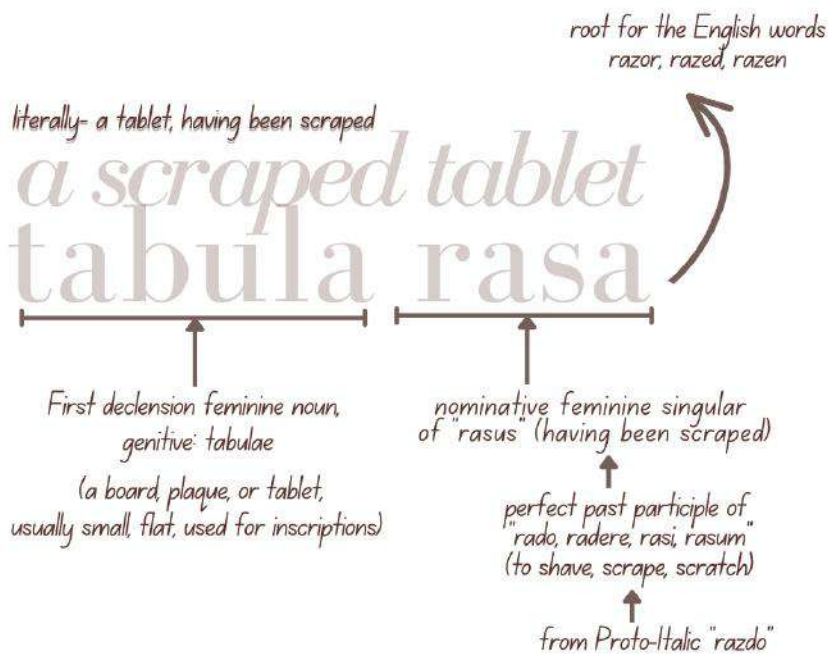 root for the English words
razor, razed, razen
literally- a tablet, having been scraped
a scraped tablet
tabula rasa
First declension feminine noun,
genitive: tabulae
(a board, plaque, or tablet,
usually small, flat, used for inscriptions)
nominative feminine singular
of "rasus" (having been scraped)
perfect past participle of
"rado, radere, rasi, rasum"
(to shave, scrape, scratch)
from Proto-Italic "razdo"